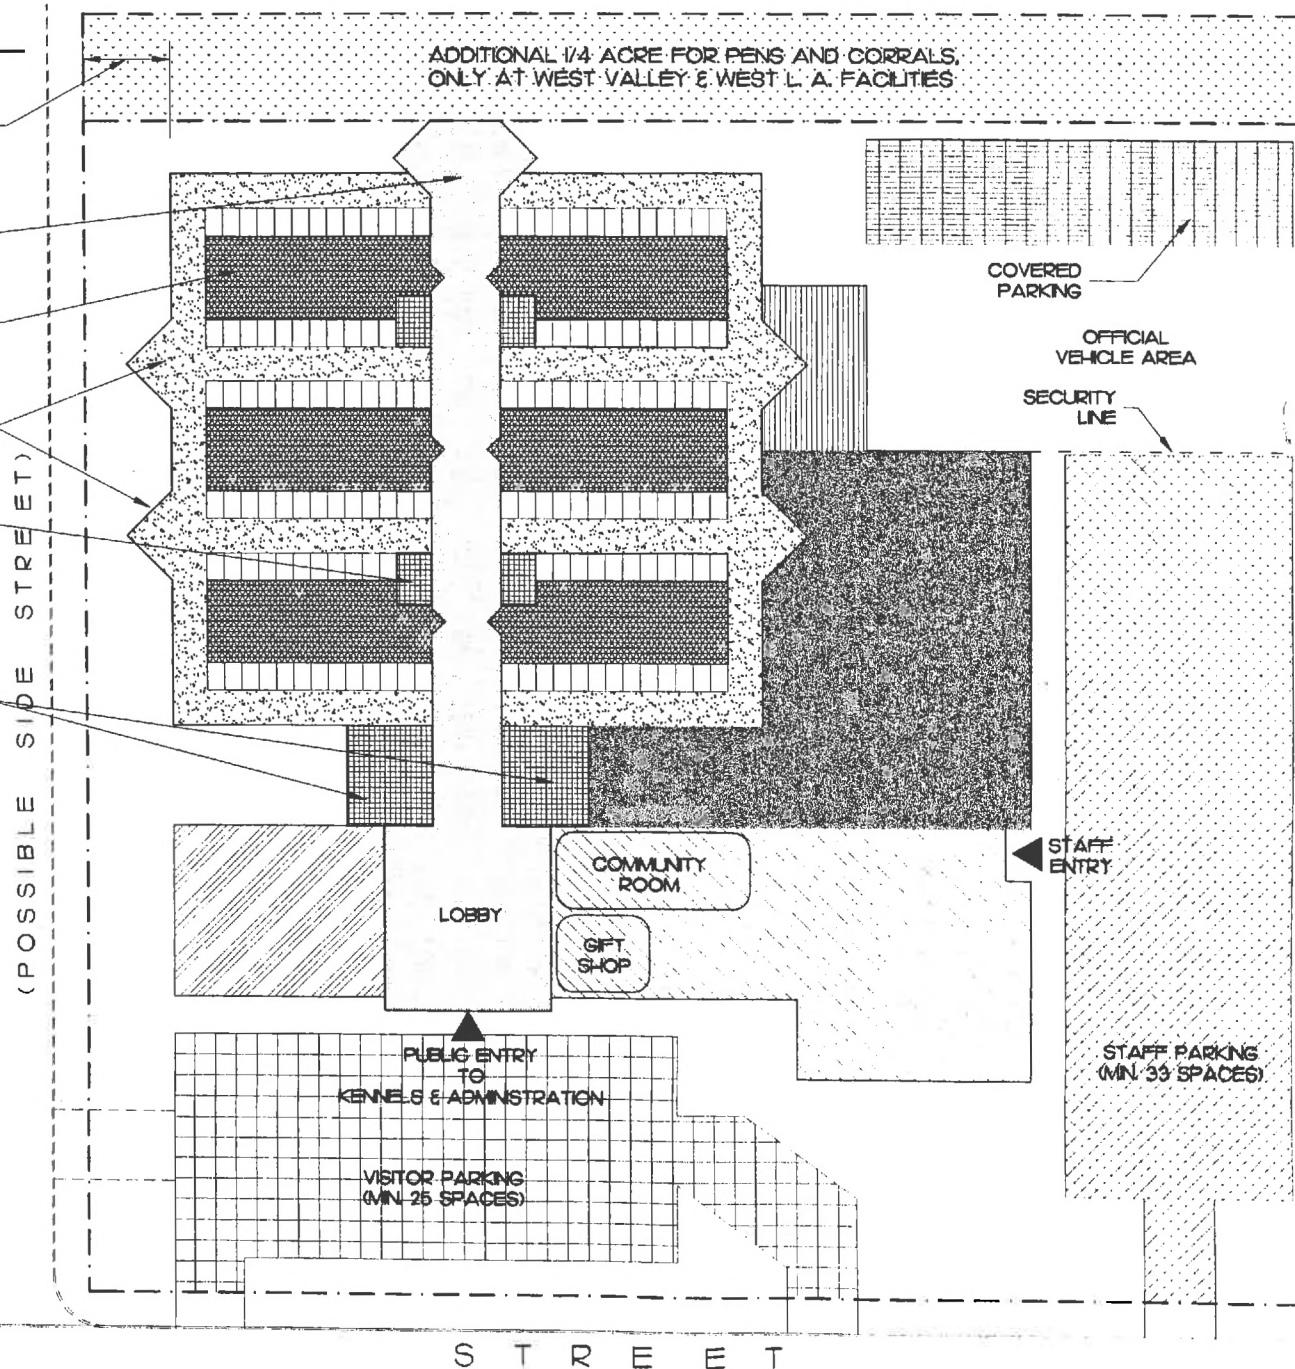 ADDITIONAL 1/4 ACRE FOR PENS AND CORRALS,
ONLY AT WEST VALLEY & WEST L. A. FACILITIES
COVERED
PARKING
OFFICIAL
VEHICLE AREA
SECURITY
LINE
(POSSIBLE SIDE STREET)
STAFF
ENTRY
COMMUNITY
ROOM
LOBBY
GIFT
SHOP
PUBLIC ENTRY
TO
KENNELS & ADMINSTRATION
STAFF PARKING
(MIN. 33 SPACES)
VISITOR PARKING
(MIN. 25 SPACES)
STREET